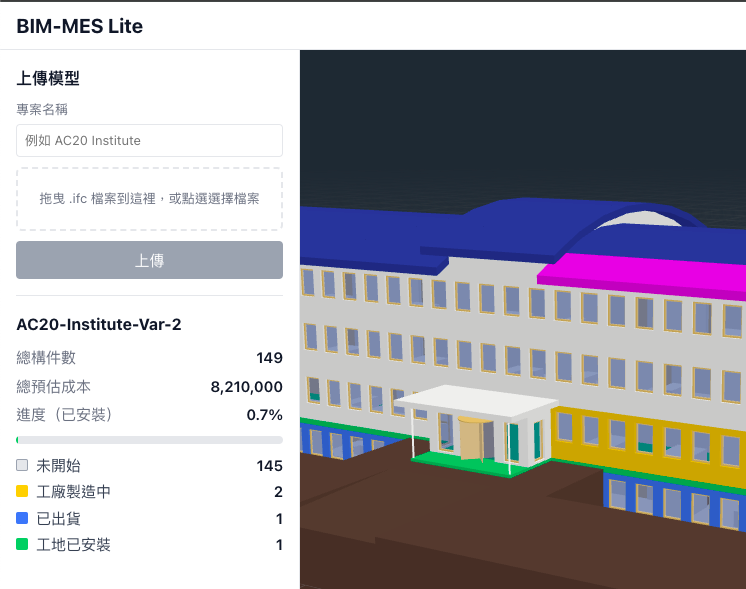 BIM-MES Lite
上傳模型
專案名稱
例如 AC20 Institute
拖曳 .ifc 檔案到這裡，或點選選擇檔案
上傳
AC20-Institute-Var-2
總構件數 149
總預估成本 8,210,000
進度（已安裝） 0.7%
未開始 145
工廠製造中 2
已出貨 1
工地已安裝 1